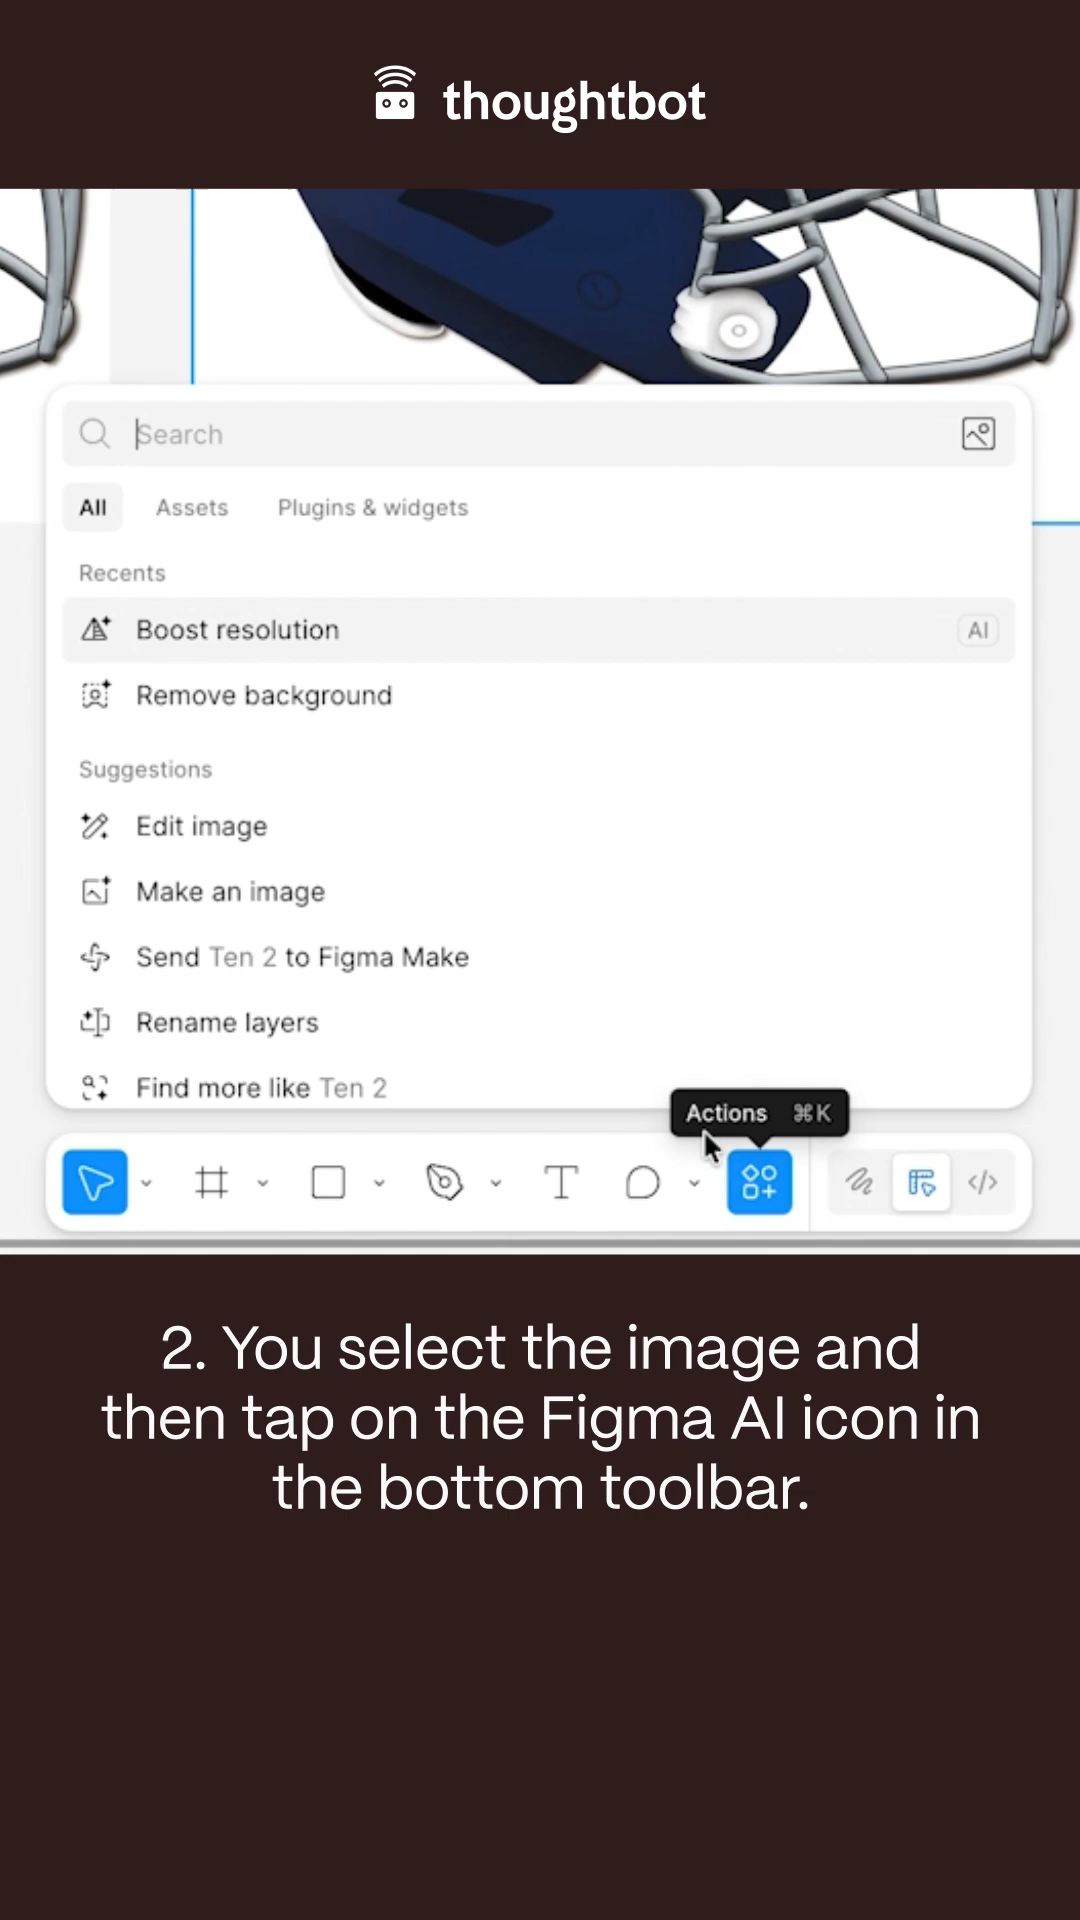 thoughtbot
Search
All Assets Plugins & widgets
Recents
Boost resolution AI
Remove background
Suggestions
Edit image
Make an image
Send Ten 2 to Figma Make
Rename layers
Find more like Ten 2
Actions ⌘K
2. You select the image and
then tap on the Figma AI icon in
the bottom toolbar.